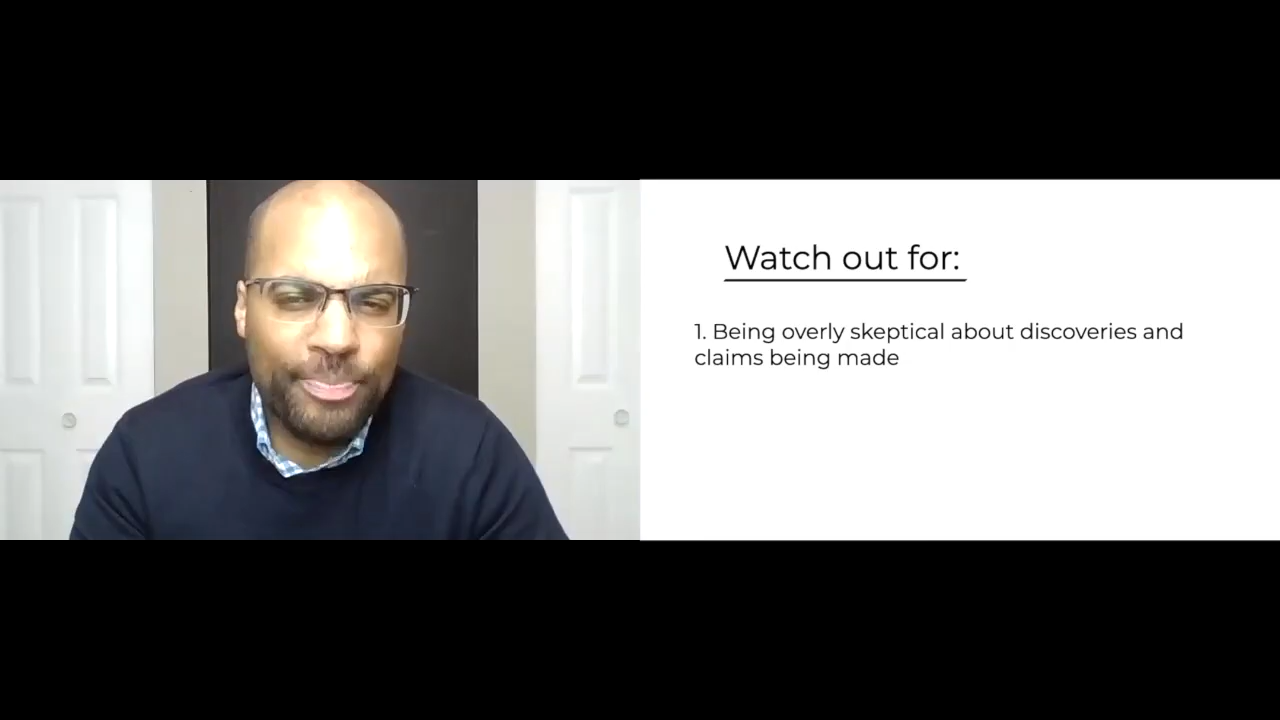 Watch out for:
1. Being overly skeptical about discoveries and
claims being made